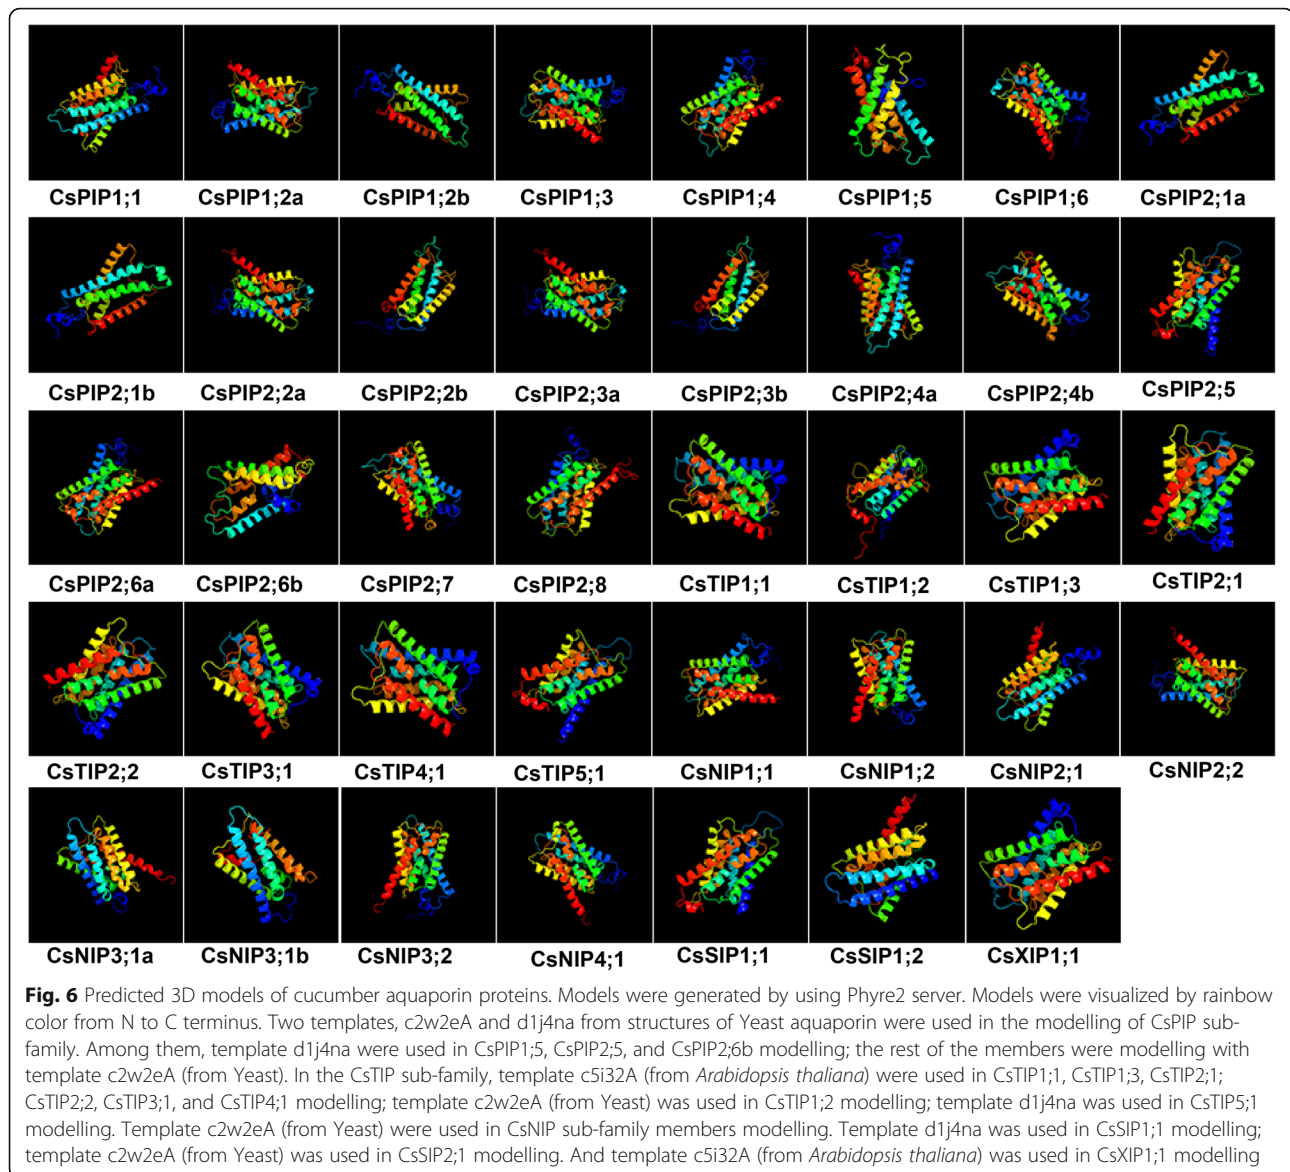 CsPIP1;1 CsPIP1;2a CsPIP1;2b CsPIP1;3 CsPIP1;4 CsPIP1;5 CsPIP1;6 CsPIP2;1a
CsPIP2;1b CsPIP2;2a CsPIP2;2b CsPIP2;3a CsPIP2;3b CsPIP2;4a CsPIP2;4b CsPIP2;5
CsPIP2;6a CsPIP2;6b CsPIP2;7 CsPIP2;8 CsTIP1;1 CsTIP1;2 CsTIP1;3 CsTIP2;1
CsTIP2;2 CsTIP3;1 CsTIP4;1 CsTIP5;1 CsNIP1;1 CsNIP1;2 CsNIP2;1 CsNIP2;2
CsNIP3;1a CsNIP3;1b CsNIP3;2 CsNIP4;1 CsSIP1;1 CsSIP1;2 CsXIP1;1
Fig. 6 Predicted 3D models of cucumber aquaporin proteins. Models were generated by using Phyre2 server. Models were visualized by rainbow
color from N to C terminus. Two templates, c2w2eA and d1j4na from structures of Yeast aquaporin were used in the modelling of CsPIP sub-
family. Among them, template d1j4na were used in CsPIP1;5, CsPIP2;5, and CsPIP2;6b modelling; the rest of the members were modelling with
template c2w2eA (from Yeast). In the CsTIP sub-family, template c5i32A (from Arabidopsis thaliana) were used in CsTIP1;1, CsTIP1;3, CsTIP2;1;
CsTIP2;2, CsTIP3;1, and CsTIP4;1 modelling; template c2w2eA (from Yeast) was used in CsTIP1;2 modelling; template d1j4na was used in CsTIP5;1
modelling. Template c2w2eA (from Yeast) were used in CsNIP sub-family members modelling. Template d1j4na was used in CsSIP1;1 modelling;
template c2w2eA (from Yeast) was used in CsSIP2;1 modelling. And template c5i32A (from Arabidopsis thaliana) was used in CsXIP1;1 modelling